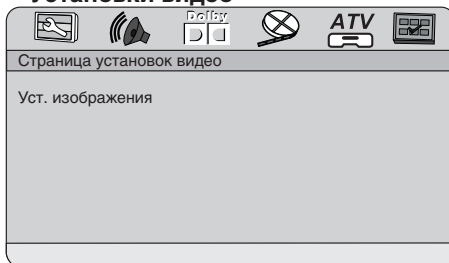 Установки видео
Dolby
ATV
Страница установок видео
Уст. изображения